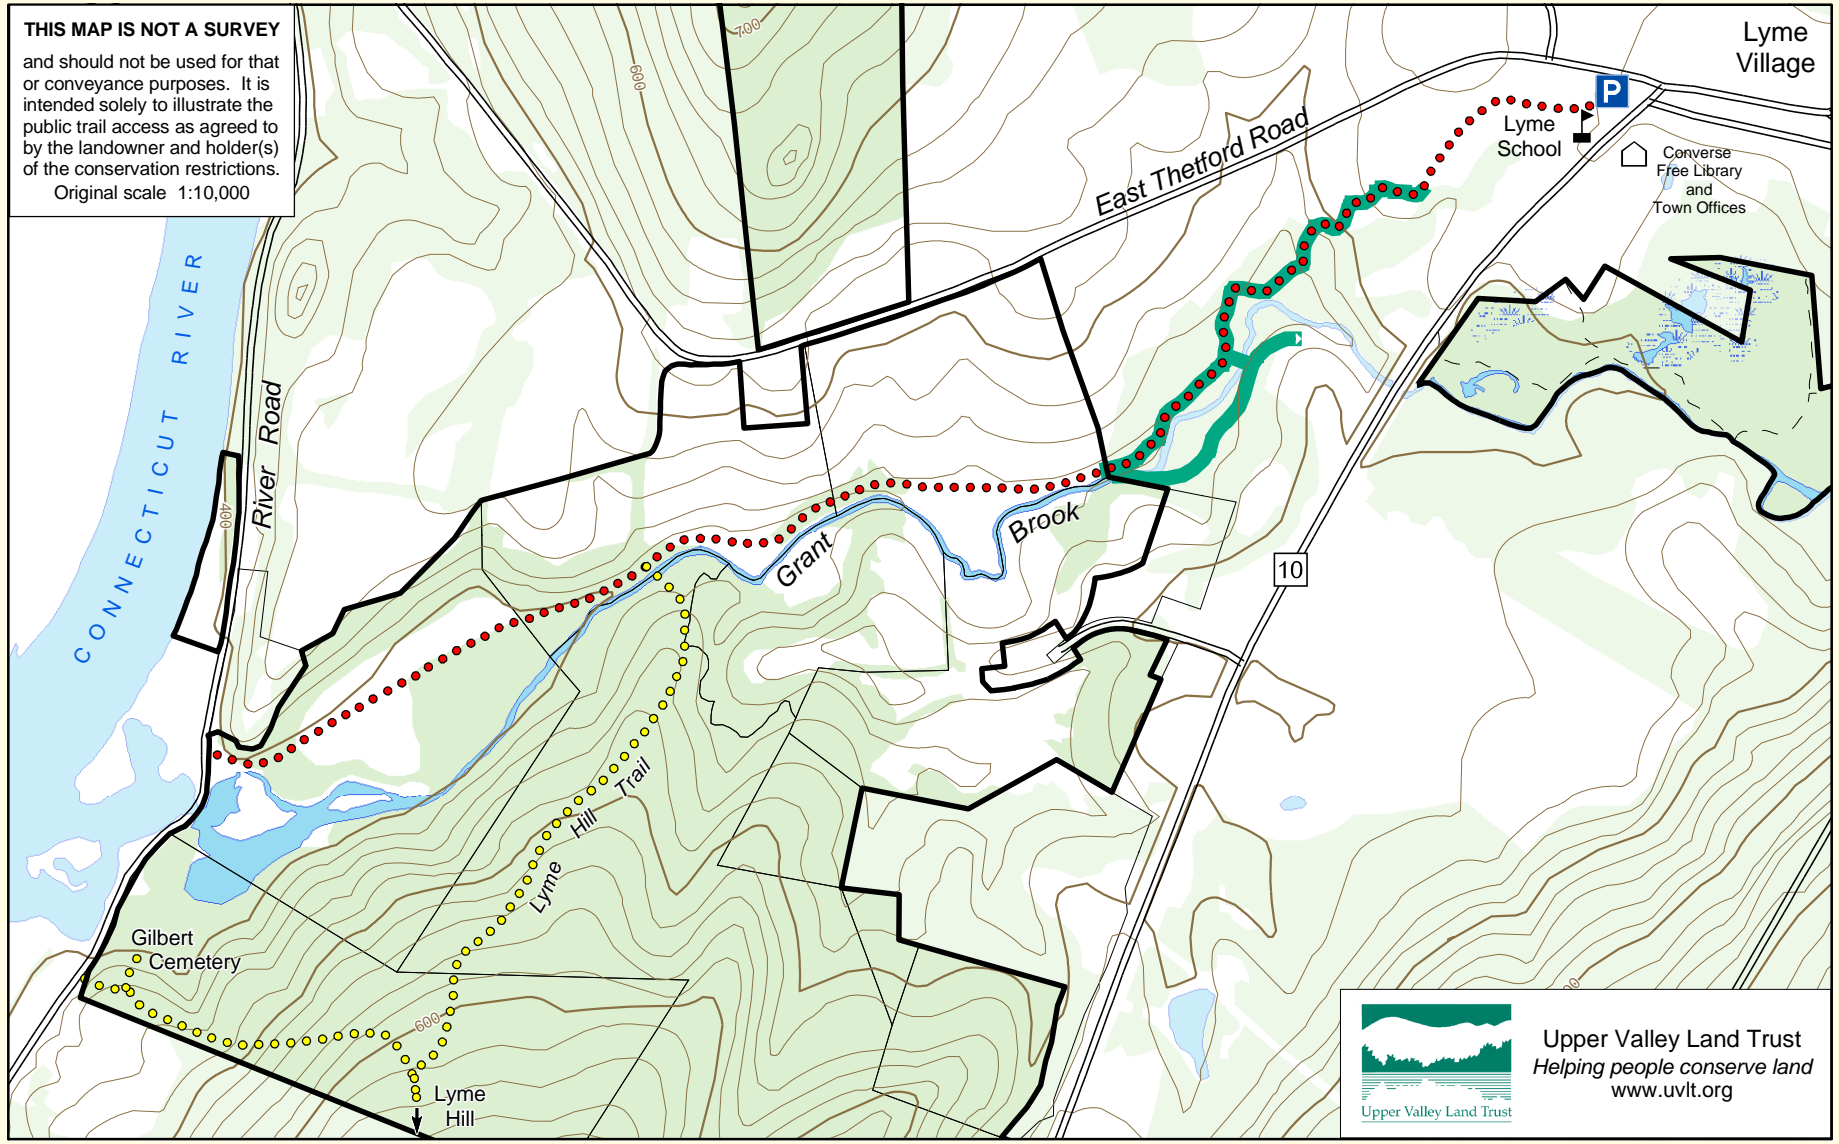 THIS MAP IS NOT A SURVEY
and should not be used for that
or conveyance purposes. It is
intended solely to illustrate the
public trail access as agreed to
by the landowner and holder(s)
of the conservation restrictions.
Original scale 1:10,000
700
600
Lyme
Village
P
Lyme
School
Converse
Free Library
and
Town Offices
East Thetford Road
CONNECTICUT RIVER
River Road
400
Grant Brook
10
Lyme Hill Trail
Gilbert
Cemetery
600
Lyme
Hill
Upper Valley Land Trust
Upper Valley Land Trust
Helping people conserve land
www.uvlt.org